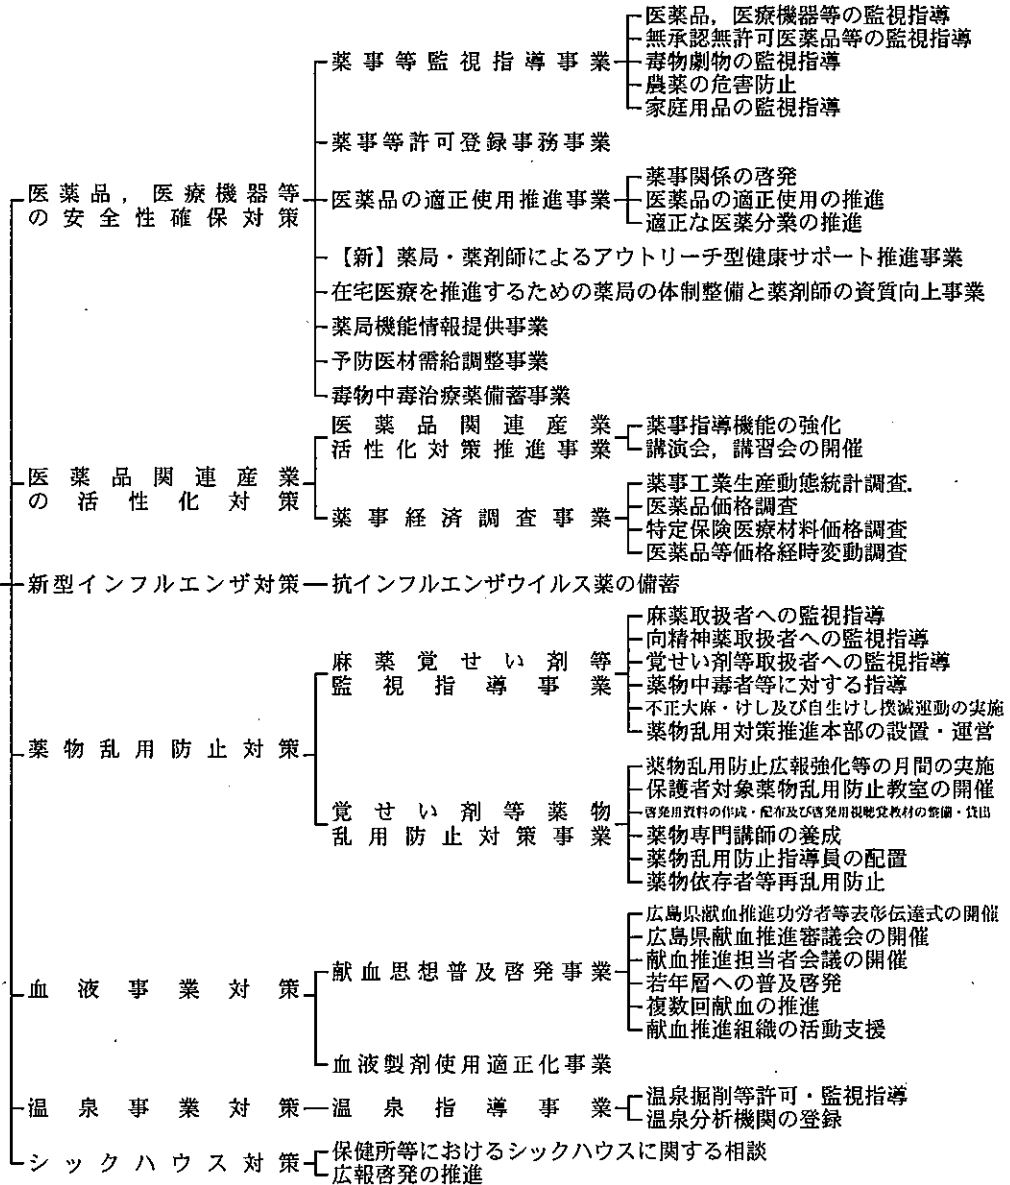 医薬品，医療機器等の安全性確保対策
薬事等監視指導事業
医薬品，医療機器等の監視指導
無承認無許可医薬品等の監視指導
毒物劇物の監視指導
農薬の危害防止
家庭用品の監視指導
薬事等許可登録事務事業
医薬品の適正使用推進事業
薬事関係の啓発
医薬品の適正使用の推進
適正な医薬分業の推進
【新】薬局・薬剤師によるアウトリーチ型健康サポート推進事業
在宅医療を推進するための薬局の体制整備と薬剤師の資質向上事業
薬局機能情報提供事業
予防医材需給調整事業
毒物中毒治療薬備蓄事業
医薬品関連産業の活性化対策
医薬品関連産業活性化対策推進事業
薬事指導機能の強化
講演会，講習会の開催
薬事経済調査事業
薬事工業生産動態統計調査
医薬品価格調査
特定保険医療材料価格調査
医薬品等価格経時変動調査
新型インフルエンザ対策
抗インフルエンザウイルス薬の備蓄
薬物乱用防止対策
麻薬覚せい剤等監視指導事業
麻薬取扱者への監視指導
向精神薬取扱者への監視指導
覚せい剤等取扱者への監視指導
薬物中毒者等に対する指導
不正大麻・けし及び自生けし撲滅運動の実施
薬物乱用対策推進本部の設置・運営
覚せい剤等薬物乱用防止対策事業
薬物乱用防止広報強化等の月間の実施
保護者対象薬物乱用防止教室の開催
啓発用資料の作成・配布及び啓発用視聴覚教材の整備・貸出
薬物専門講師の養成
薬物乱用防止指導員の配置
薬物依存者等再乱用防止
血液事業対策
献血思想普及啓発事業
広島県献血推進功労者等表彰伝達式の開催
広島県献血推進審議会の開催
献血推進担当者会議の開催
若年層への普及啓発
複数回献血の推進
献血推進組織の活動支援
血液製剤使用適正化事業
温泉事業対策
温泉指導事業
温泉掘削等許可・監視指導
温泉分析機関の登録
シックハウス対策
保健所等におけるシックハウスに関する相談
広報啓発の推進